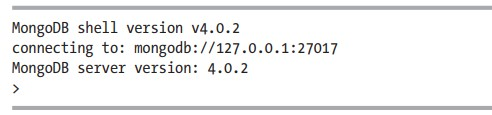 MongoDB shell version v4.0.2
connecting to: mongodb://127.0.0.1:27017
MongoDB server version: 4.0.2
>